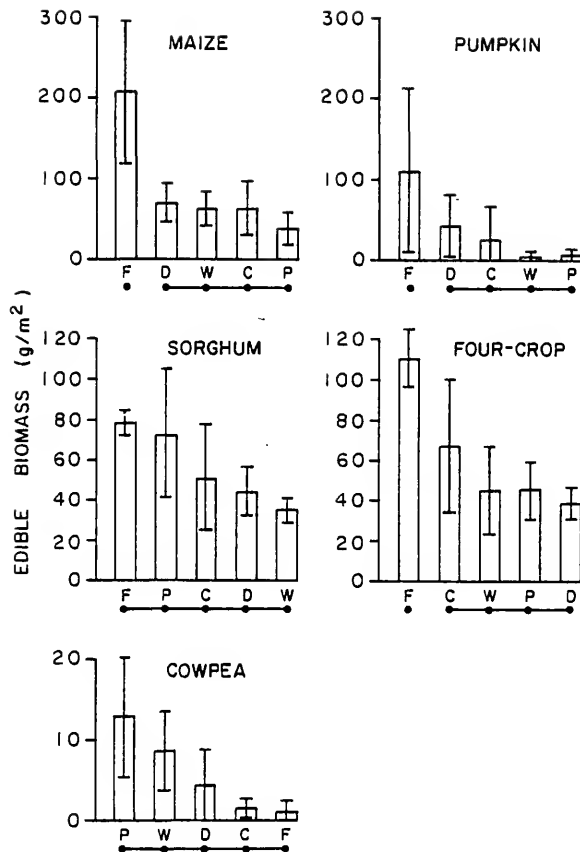 EDIBLE BIOMASS (g/m²)
MAIZE
300
200
100
0
F D W C P
PUMPKIN
300
200
100
0
F D C W P
SORGHUM
120
100
80
60
40
20
0
F P C D W
FOUR-CROP
120
100
80
60
40
20
0
F C W P D
COWPEA
20
10
0
P W D C F